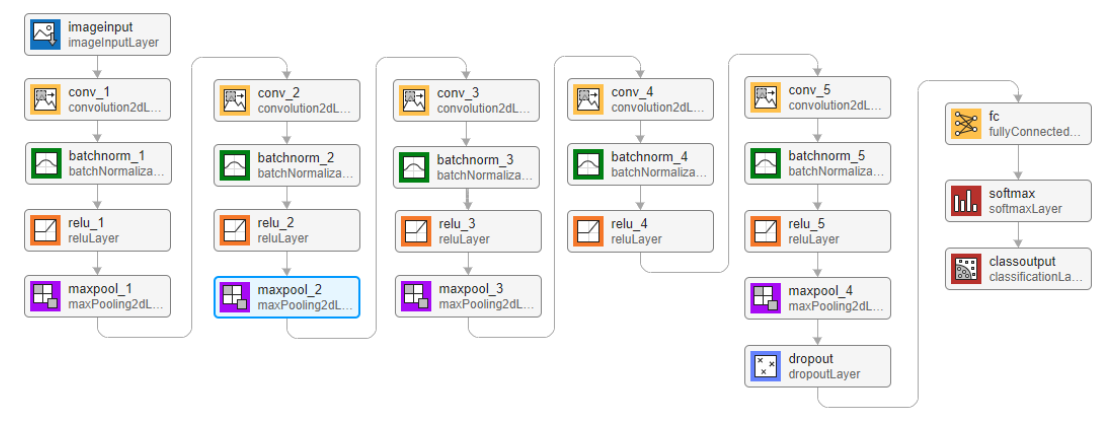 imageinput
imageInputLayer
conv_1
convolution2dL...
batchnorm_1
batchNormaliza...
relu_1
reluLayer
maxpool_1
maxPooling2dL...
conv_2
convolution2dL...
batchnorm_2
batchNormaliza...
relu_2
reluLayer
maxpool_2
maxPooling2dL...
conv_3
convolution2dL...
batchnorm_3
batchNormaliza...
relu_3
reluLayer
maxpool_3
maxPooling2dL...
conv_4
convolution2dL...
batchnorm_4
batchNormaliza...
relu_4
reluLayer
conv_5
convolution2dL...
batchnorm_5
batchNormaliza...
relu_5
reluLayer
maxpool_4
maxPooling2dL...
dropout
dropoutLayer
fc
fullyConnected...
softmax
softmaxLayer
classoutput
classificationLa...